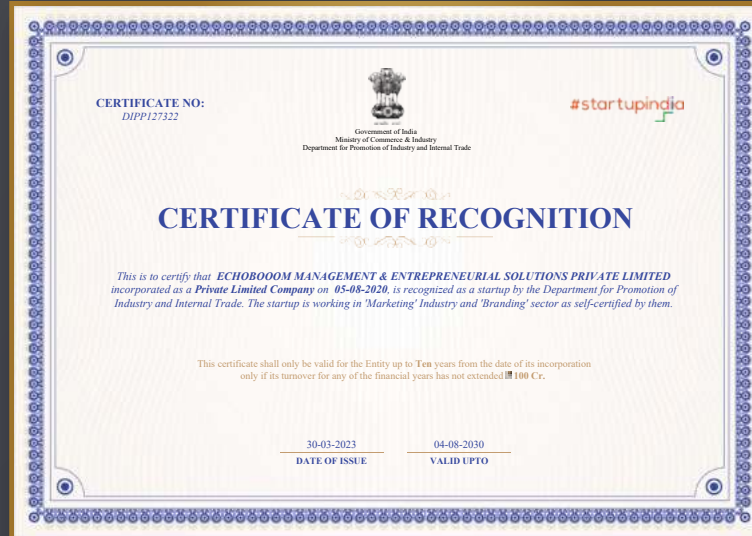 CERTIFICATE NO:
DIPP127322
Government of India
Ministry of Commerce & Industry
Department for Promotion of Industry and Internal Trade
#startupindia
CERTIFICATE OF RECOGNITION
This is to certify that ECHOBOOOM MANAGEMENT & ENTREPRENEURIAL SOLUTIONS PRIVATE LIMITED
incorporated as a Private Limited Company on 05-08-2020, is recognized as a startup by the Department for Promotion of
Industry and Internal Trade. The startup is working in 'Marketing' Industry and 'Branding' sector as self-certified by them.
This certificate shall only be valid for the Entity up to Ten years from the date of its incorporation
only if its turnover for any of the financial years has not extended 100 Cr.
30-03-2023
DATE OF ISSUE
04-08-2030
VALID UPTO